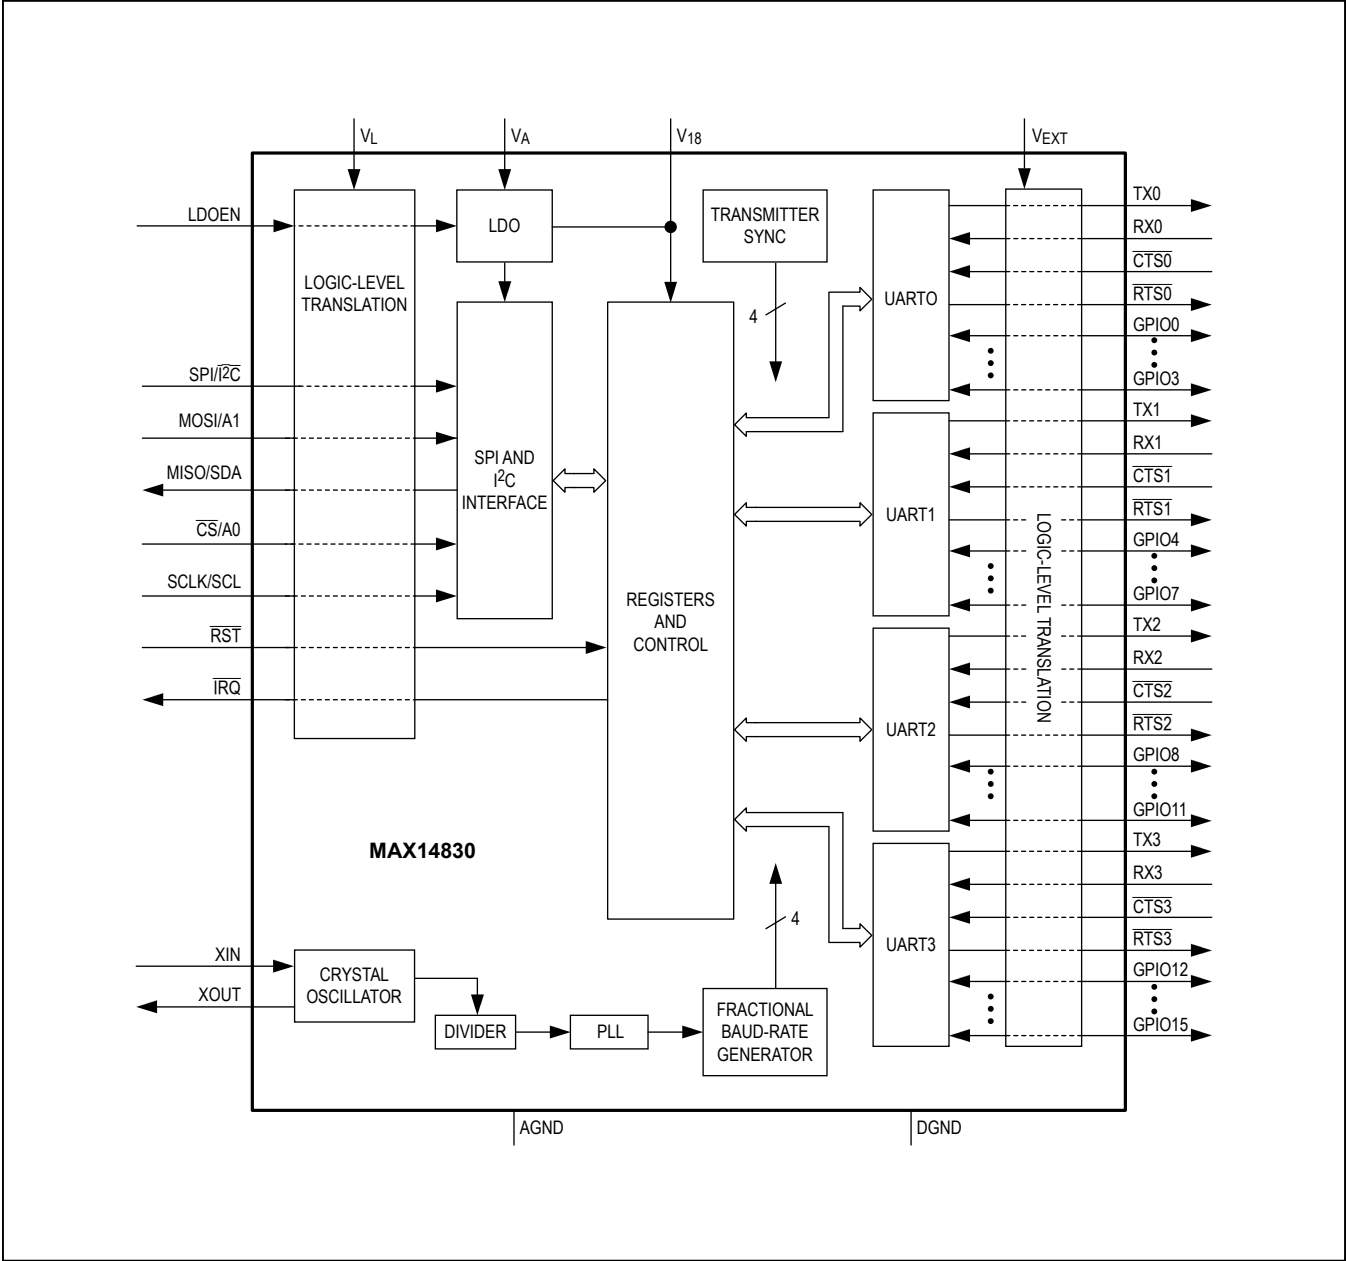 VL
VA
V18
VEXT
LDOEN
LDO
TRANSMITTER
SYNC
LOGIC-LEVEL
TRANSLATION
4
SPI/I2C
MOSI/A1
MISO/SDA
CS/A0
SCLK/SCL
RST
IRQ
SPI AND
I2C
INTERFACE
REGISTERS
AND
CONTROL
UARTO
UART1
UART2
UART3
LOGIC-LEVEL TRANSLATION
TX0
RX0
CTS0
RTS0
GPIO0
GPIO3
TX1
RX1
CTS1
RTS1
GPIO4
GPIO7
TX2
RX2
CTS2
RTS2
GPIO8
GPIO11
TX3
RX3
CTS3
RTS3
GPIO12
GPIO15
MAX14830
4
XIN
XOUT
CRYSTAL
OSCILLATOR
DIVIDER
PLL
FRACTIONAL
BAUD-RATE
GENERATOR
AGND
DGND